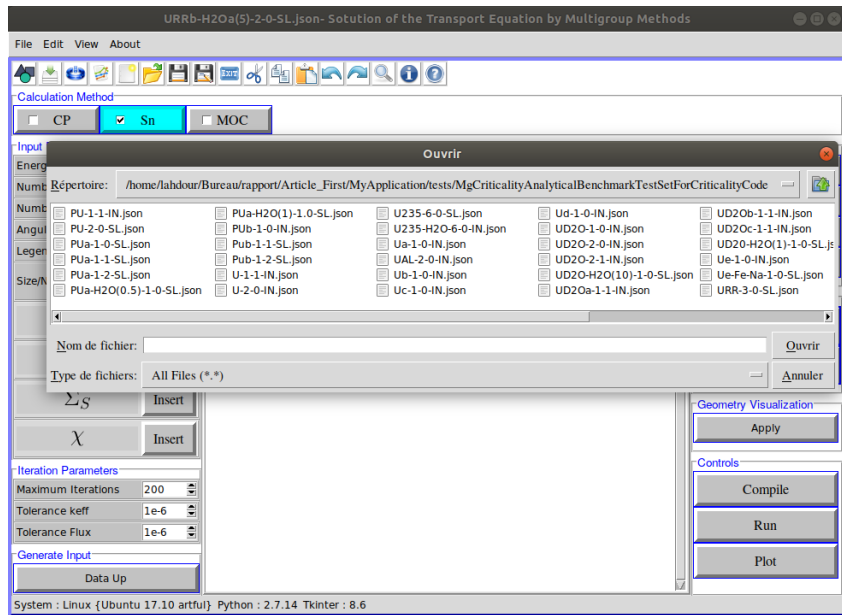 URRb-H2Oa(5)-2-0-SL.json- Sotution of the Transport Equation by Multigroup Methods
File Edit View About
Calculation Method
CP Sn MOC
Input
Ouvrir
Energ
Répertoire: /home/lahdour/Bureau/rapport/Article_First/MyApplication/tests/MgCriticalityAnalyticalBenchmarkTestSetForCriticalityCode
Numb
Numb
Angul
Legen
Size/N
PU-1-1-IN.json PUa-H2O(1)-1.0-SL.json U235-6-0-SL.json Ud-1-0-IN.json UD2Ob-1-1-IN.json
PU-2-0-SL.json PUb-1-0-IN.json U235-H2O-6-0-IN.json UD2O-1-0-IN.json UD2Oc-1-1-IN.json
PUa-1-0-SL.json Pub-1-1-SL.json Ua-1-0-IN.json UD2O-2-0-IN.json UD20-H2O(1)-1-0-SL.js
PUa-1-1-SL.json Pub-1-2-SL.json UAL-2-0-IN.json UD2O-2-1-IN.json Ue-1-0-IN.json
PUa-1-2-SL.json U-1-1-IN.json Ub-1-0-IN.json UD2O-H2O(10)-1-0-SL.json Ue-Fe-Na-1-0-SL.json
PUa-H2O(0.5)-1-0-SL.json U-2-0-IN.json Uc-1-0-IN.json UD2Oa-1-1-IN.json URR-3-0-SL.json
Nom de fichier: Ouvrir
Type de fichiers: All Files (*.*) Annuler
ΣS Insert
χ Insert
Geometry Visualization
Apply
Iteration Parameters
Maximum Iterations 200
Tolerance keff 1e-6
Tolerance Flux 1e-6
Controls
Compile
Run
Plot
Generate Input
Data Up
System : Linux {Ubuntu 17.10 artful} Python : 2.7.14 Tkinter : 8.6